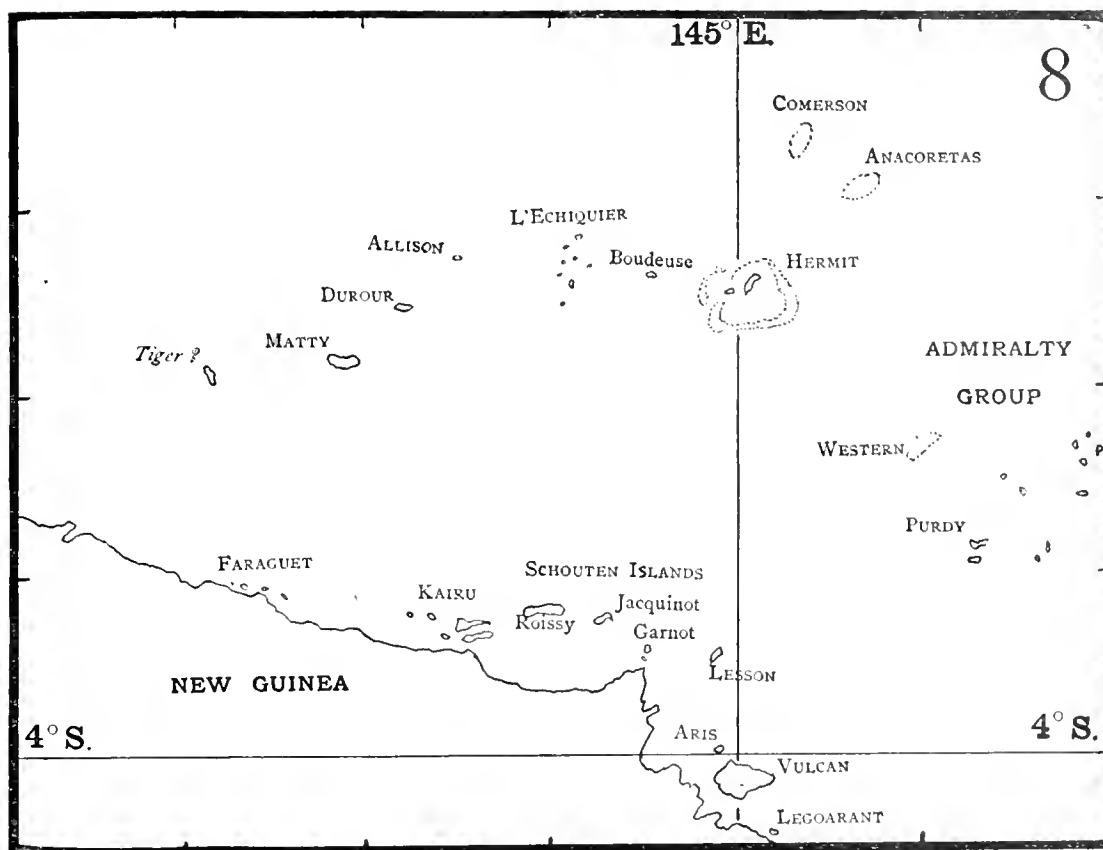 145° E.
8
COMERSON
ANACORETAS
L'ECHIQUIER
ALLISON
Boudeuse
HERMIT
DUROUR
MATTY
Tiger ?
ADMIRALTY
GROUP
WESTERN
PURDY
FARAGUET
SCHOUTEN ISLANDS
KAIRU
Jacquinot
Roissy
Garnot
LESSON
NEW GUINEA
ARIS
4° S.
4° S.
VULCAN
LEGOARANT